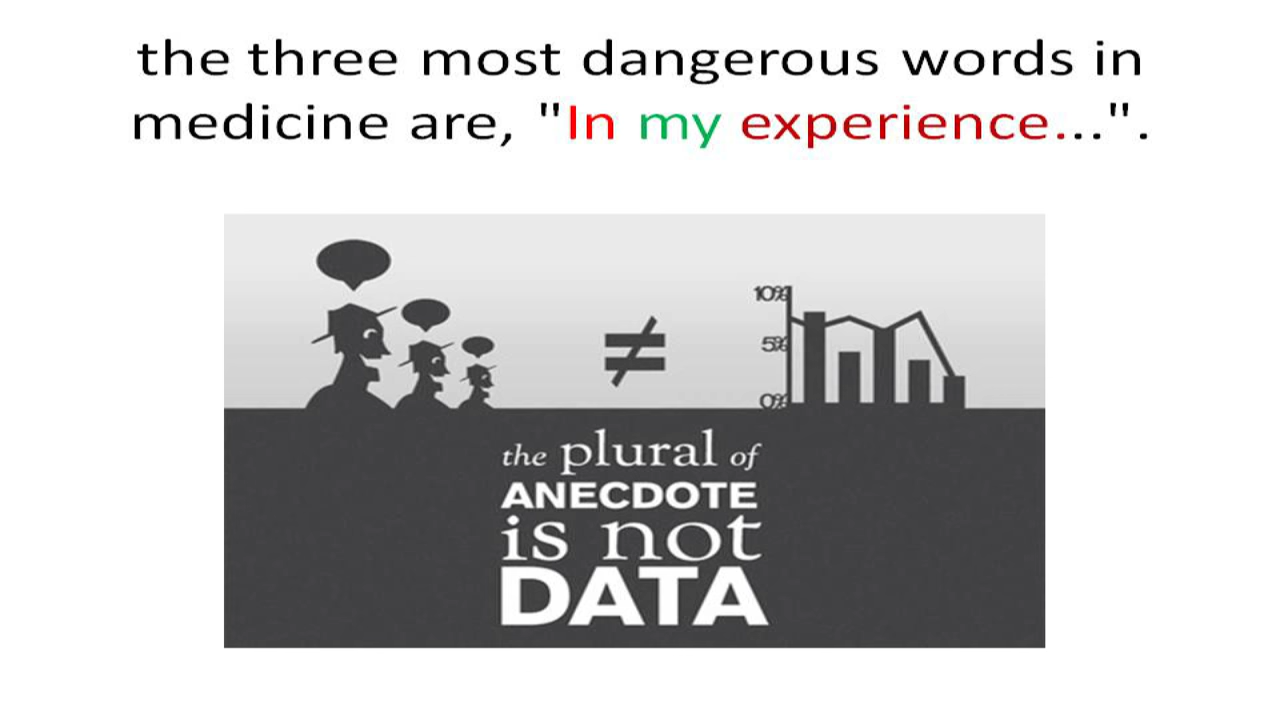 the three most dangerous words in
medicine are, "In my experience...".
≠
10%
5%
0%
the plural of
ANECDOTE
is not
DATA